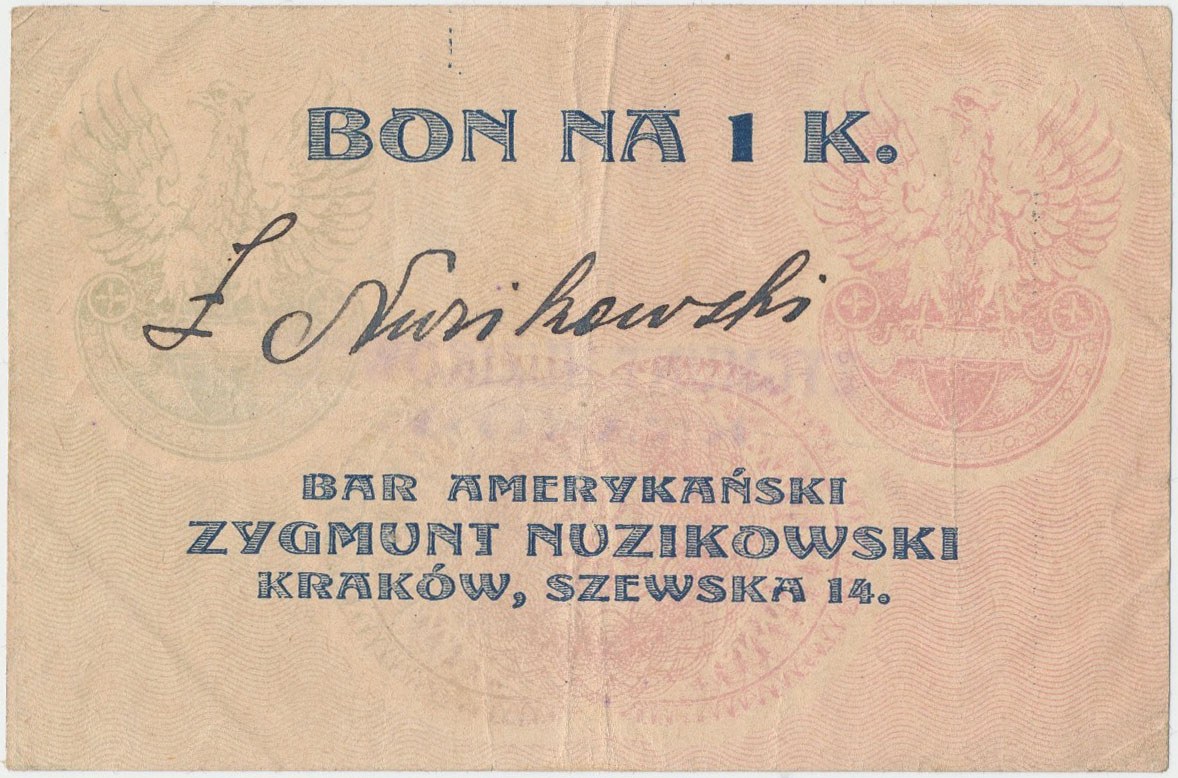 BON NA 1 K.
Z Nuzikowski
BAR AMERYKAŃSKI
ZYGMUNT NUZIKOWSKI
KRAKÓW, SZEWSKA 14.